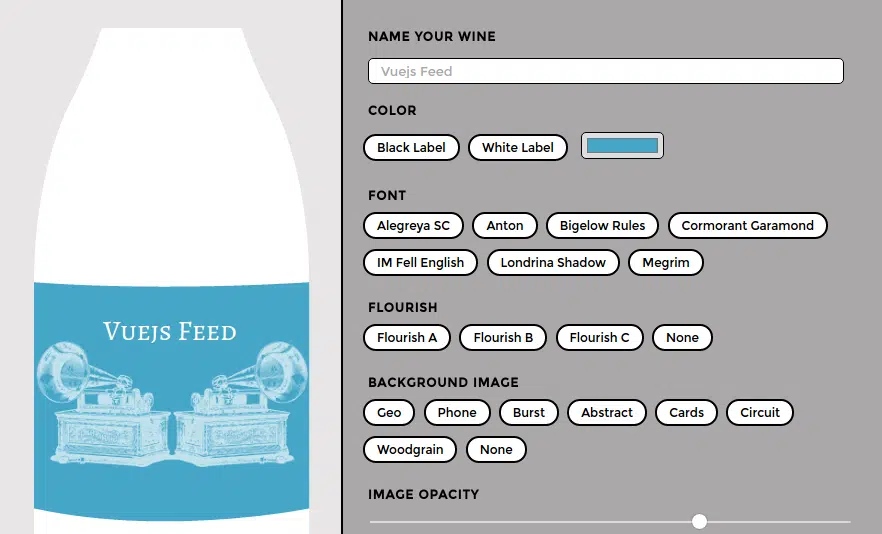 Vuejs Feed
NAME YOUR WINE
Vuejs Feed
COLOR
Black Label White Label
FONT
Alegreya SC Anton Bigelow Rules Cormorant Garamond
IM Fell English Londrina Shadow Megrim
FLOURISH
Flourish A Flourish B Flourish C None
BACKGROUND IMAGE
Geo Phone Burst Abstract Cards Circuit
Woodgrain None
IMAGE OPACITY